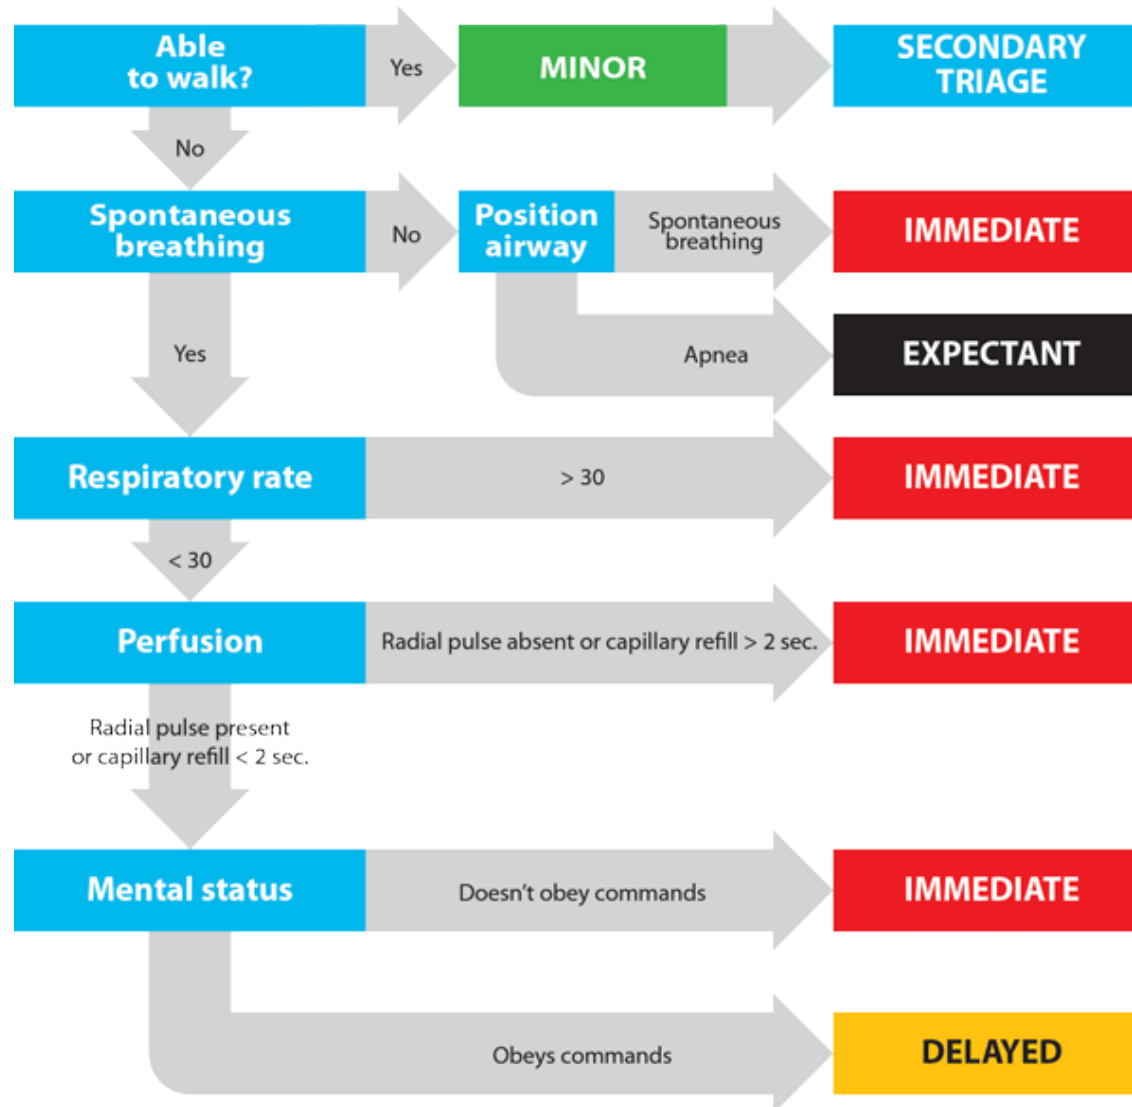 Able
to walk?
Yes
MINOR
SECONDARY
TRIAGE
No
Spontaneous
breathing
No
Position
airway
Spontaneous
breathing
IMMEDIATE
Yes
Apnea
EXPECTANT
Respiratory rate
> 30
IMMEDIATE
< 30
Perfusion
Radial pulse absent or capillary refill > 2 sec.
IMMEDIATE
Radial pulse present
or capillary refill < 2 sec.
Mental status
Doesn't obey commands
IMMEDIATE
Obeys commands
DELAYED